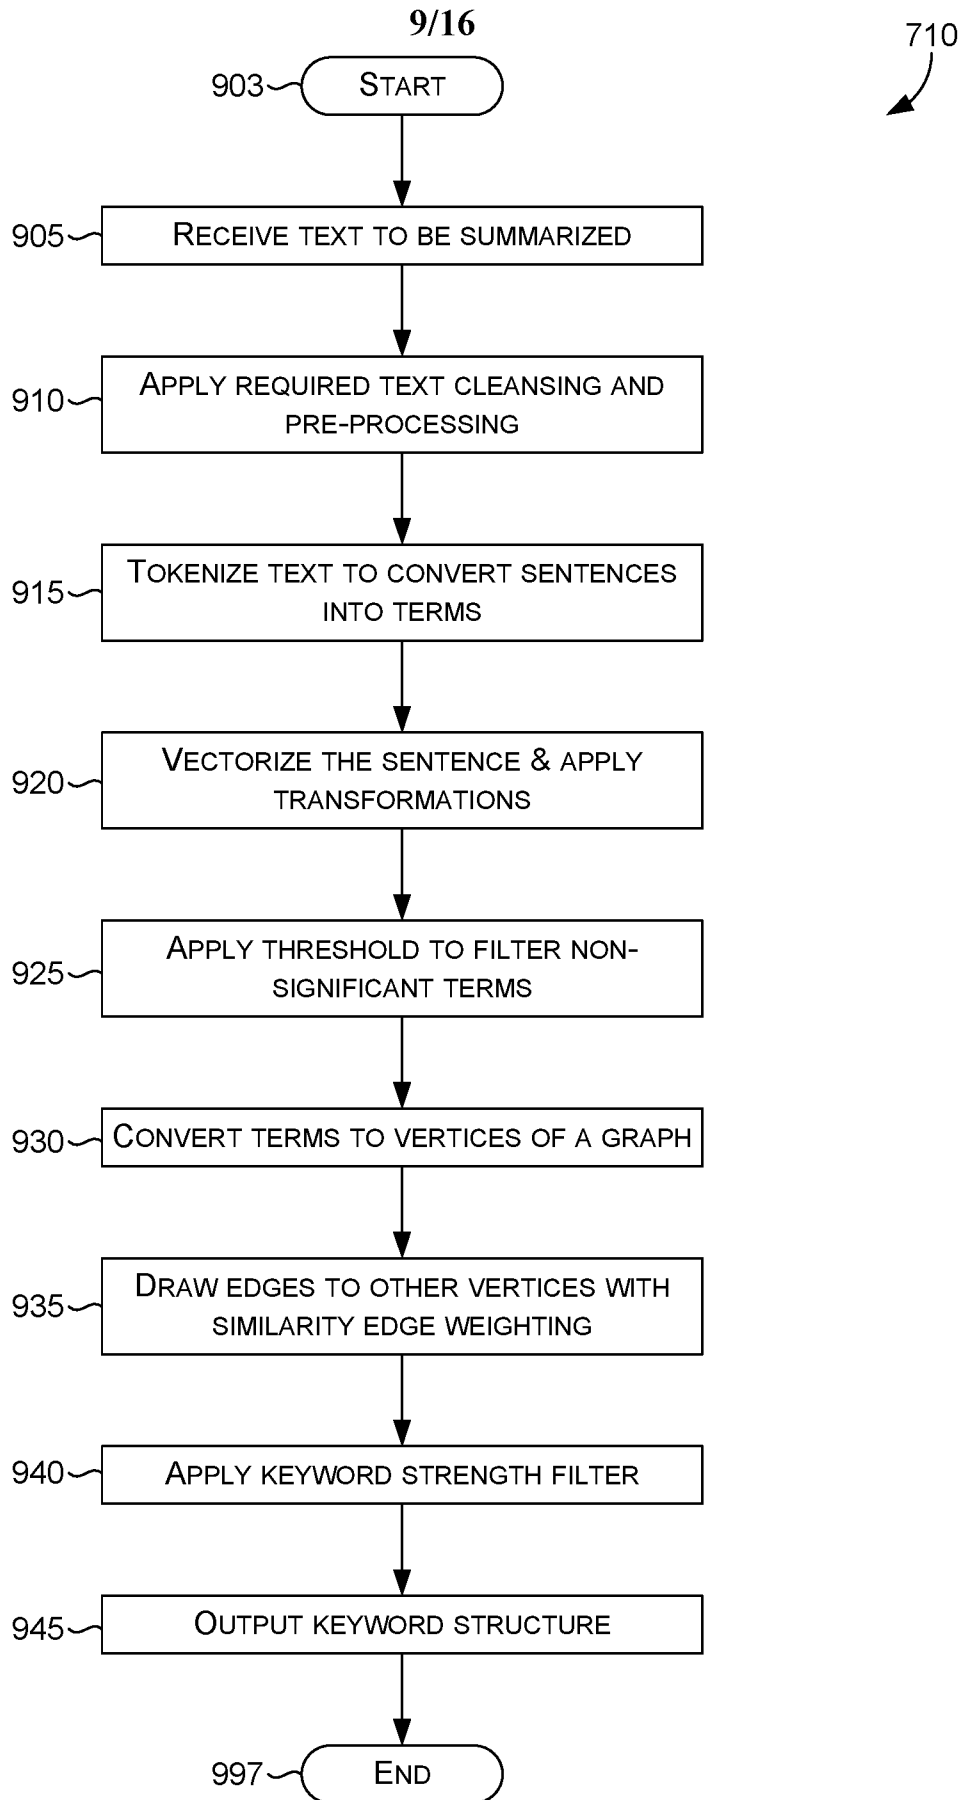 9/16
710
903
START
905
RECEIVE TEXT TO BE SUMMARIZED
910
APPLY REQUIRED TEXT CLEANSING AND
PRE-PROCESSING
915
TOKENIZE TEXT TO CONVERT SENTENCES
INTO TERMS
920
VECTORIZE THE SENTENCE & APPLY
TRANSFORMATIONS
925
APPLY THRESHOLD TO FILTER NON-
SIGNIFICANT TERMS
930
CONVERT TERMS TO VERTICES OF A GRAPH
935
DRAW EDGES TO OTHER VERTICES WITH
SIMILARITY EDGE WEIGHTING
940
APPLY KEYWORD STRENGTH FILTER
945
OUTPUT KEYWORD STRUCTURE
997
END